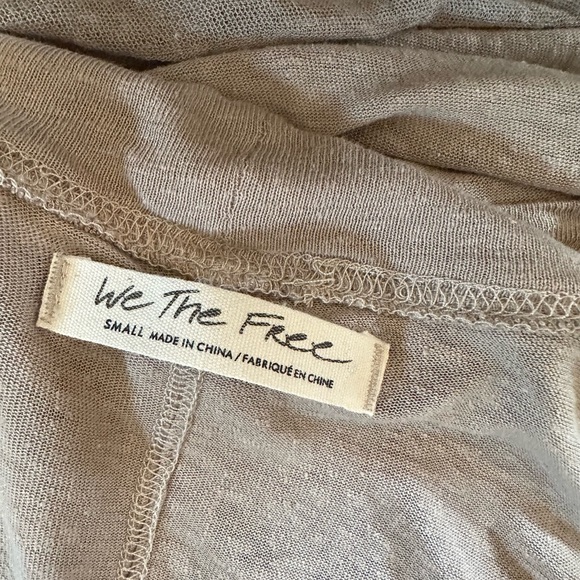 We The Free
SMALL MADE IN CHINA / FABRIQUÉ EN CHINE